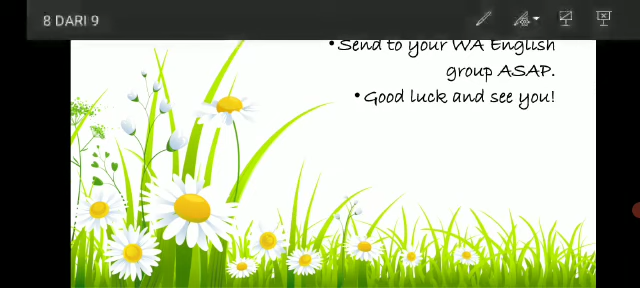 8 DARI 9
•Send to your WA English
group ASAP.
•Good luck and see you!